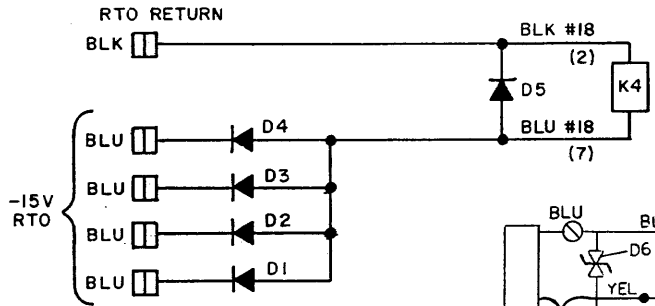 RTO RETURN
BLK
BLK #18
(2)
D5
K4
BLU
D4
BLU #18
(7)
BLU
D3
-15V
RTO
BLU
D2
BLU
D1
BLU
D6
YEL